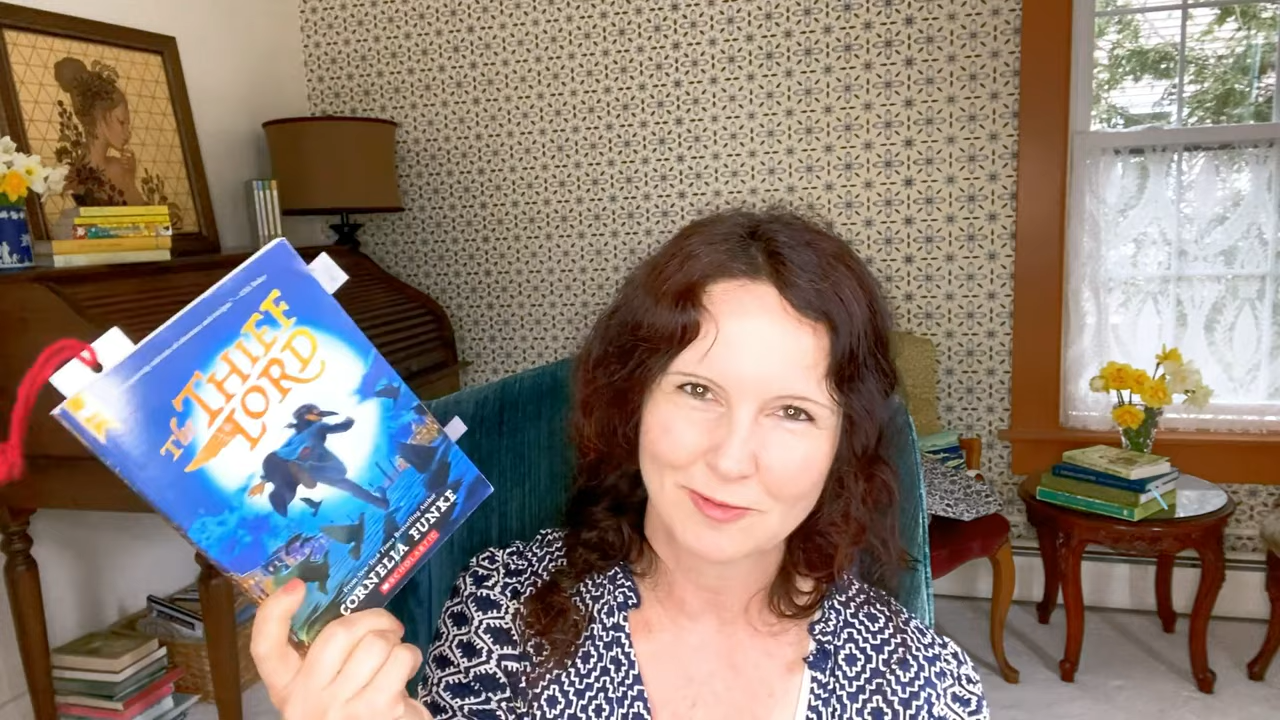 The
THIEF
LORD
From New York Times Bestselling Author
CORNELIA FUNKE
SCHOLASTIC